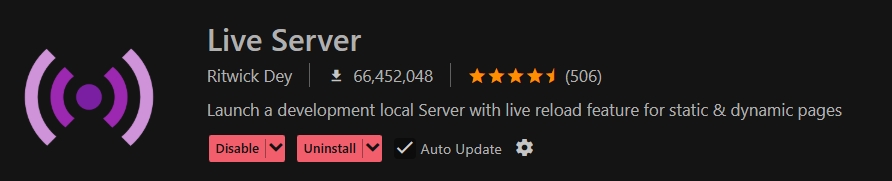 Live Server
Ritwick Dey 66,452,048 (506)
Launch a development local Server with live reload feature for static & dynamic pages
Disable Uninstall Auto Update